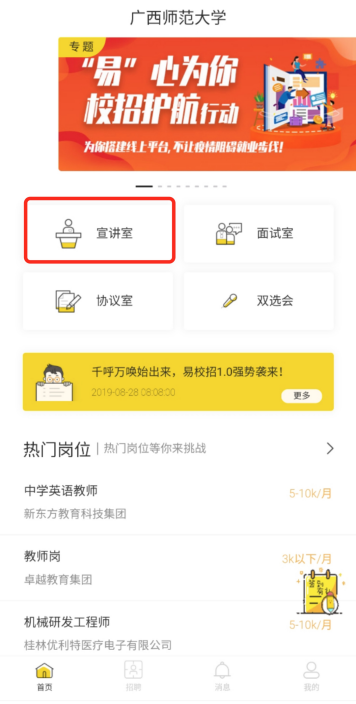 广西师范大学
专题
“易”心为你
校招护航行动
为你搭建线上平台,不让疫情阻碍就业步伐!
宣讲室
面试室
协议室
双选会
千呼万唤始出来，易校招1.0强势袭来！
2019-08-28 08:08:00
更多
热门岗位
热门岗位等你来挑战
中学英语教师
5-10k/月
新东方教育科技集团
教师岗
3k以下/月
卓越教育集团
机械研发工程师
5-10k/月
桂林优利特医疗电子有限公司
首页
招聘
消息
我的